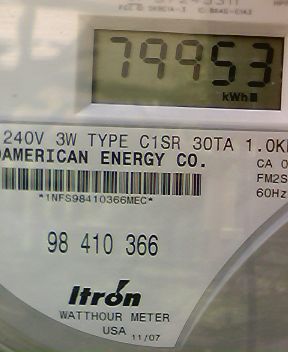 79953
kWh
240V 3W TYPE C1SR 30TA 1.0K
AMERICAN ENERGY CO.
CA 0
FM2S
60Hz
*1NFS98410366MEC*
98 410 366
Itron
WATTHOUR METER
USA 11/07